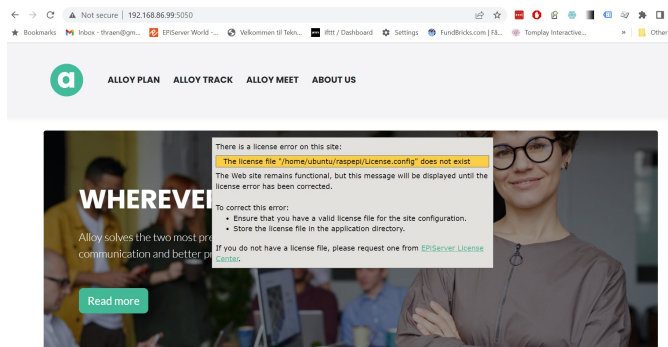 Not secure | 192.168.86.99:5050
Bookmarks Inbox - thraen@gm... EPiServer World -... Velkommen til Tekn... ifttt / Dashboard Settings FundBricks.com | Få... Tomplay Interactive... » Other
a ALLOY PLAN ALLOY TRACK ALLOY MEET ABOUT US
There is a license error on this site:
The license file "/home/ubuntu/raspepi/License.config" does not exist
The Web site remains functional, but this message will be displayed until the
license error has been corrected.
To correct this error:
• Ensure that you have a valid license file for the site configuration.
• Store the license file in the application directory.
If you do not have a license file, please request one from EPiServer License
Center.
WHEREVE
Alloy solves the two most pre
communication and better p
Read more